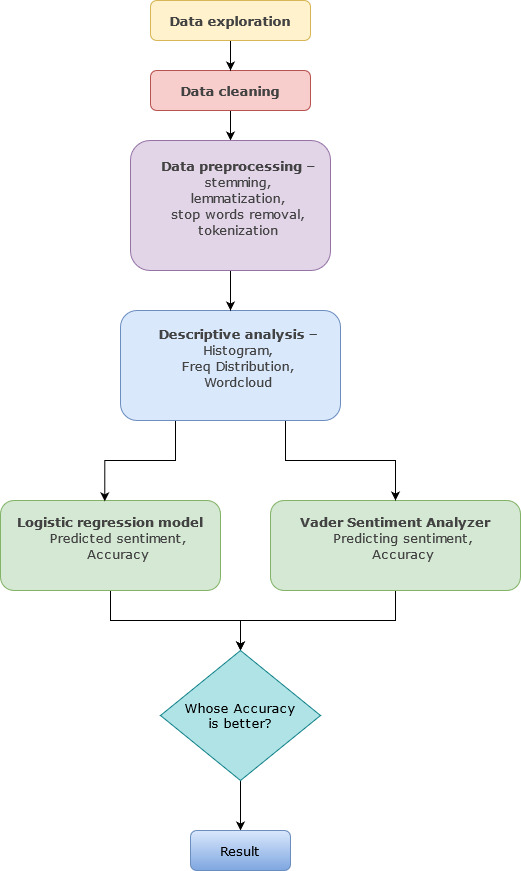 Data exploration
Data cleaning
Data preprocessing –
stemming,
lemmatization,
stop words removal,
tokenization
Descriptive analysis –
Histogram,
Freq Distribution,
Wordcloud
Logistic regression model
Predicted sentiment,
Accuracy
Vader Sentiment Analyzer
Predicting sentiment,
Accuracy
Whose Accuracy
is better?
Result